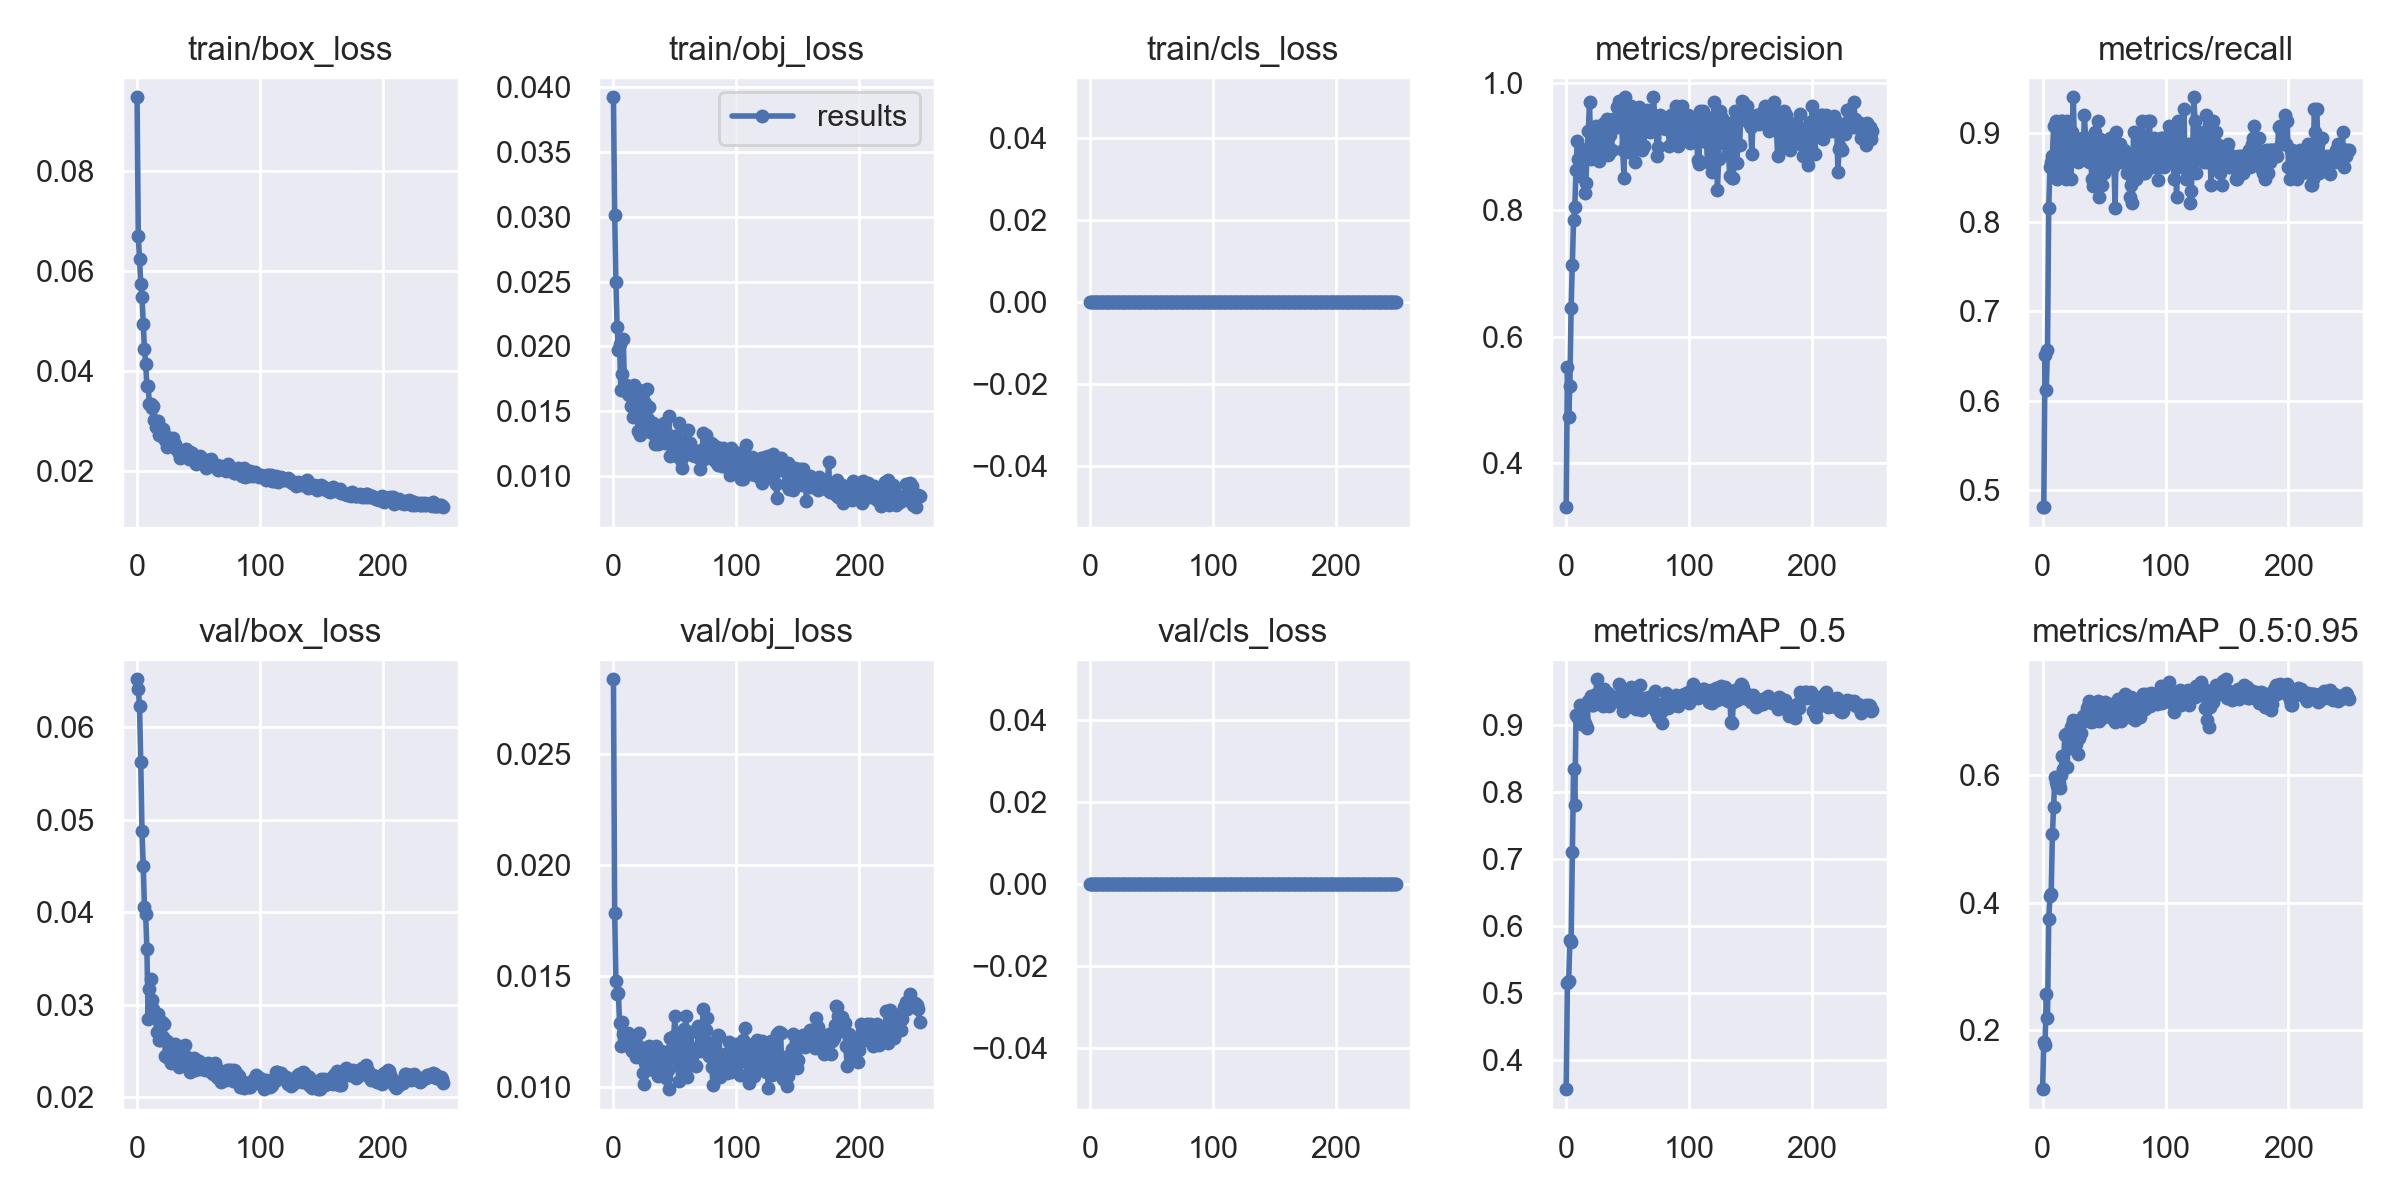 train/box_loss
0.08
0.06
0.04
0.02
0 100 200
train/obj_loss
results
0.040
0.035
0.030
0.025
0.020
0.015
0.010
0 100 200
train/cls_loss
0.04
0.02
0.00
−0.02
−0.04
0 100 200
metrics/precision
1.0
0.8
0.6
0.4
0 100 200
metrics/recall
0.9
0.8
0.7
0.6
0.5
0 100 200
val/box_loss
0.06
0.05
0.04
0.03
0.02
0 100 200
val/obj_loss
0.025
0.020
0.015
0.010
0 100 200
val/cls_loss
0.04
0.02
0.00
−0.02
−0.04
0 100 200
metrics/mAP_0.5
0.9
0.8
0.7
0.6
0.5
0.4
0 100 200
metrics/mAP_0.5:0.95
0.6
0.4
0.2
0 100 200